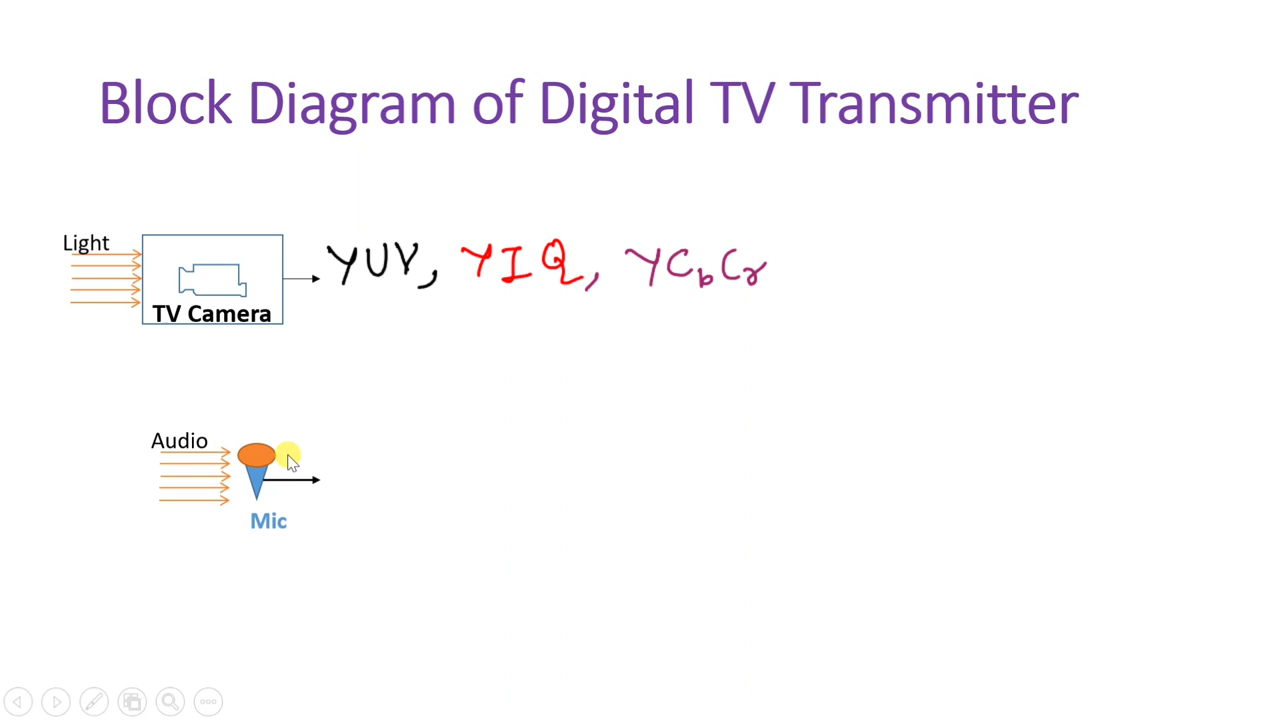 Block Diagram of Digital TV Transmitter
Light
YUV, YIQ, YCbCr
TV Camera
Audio
Mic